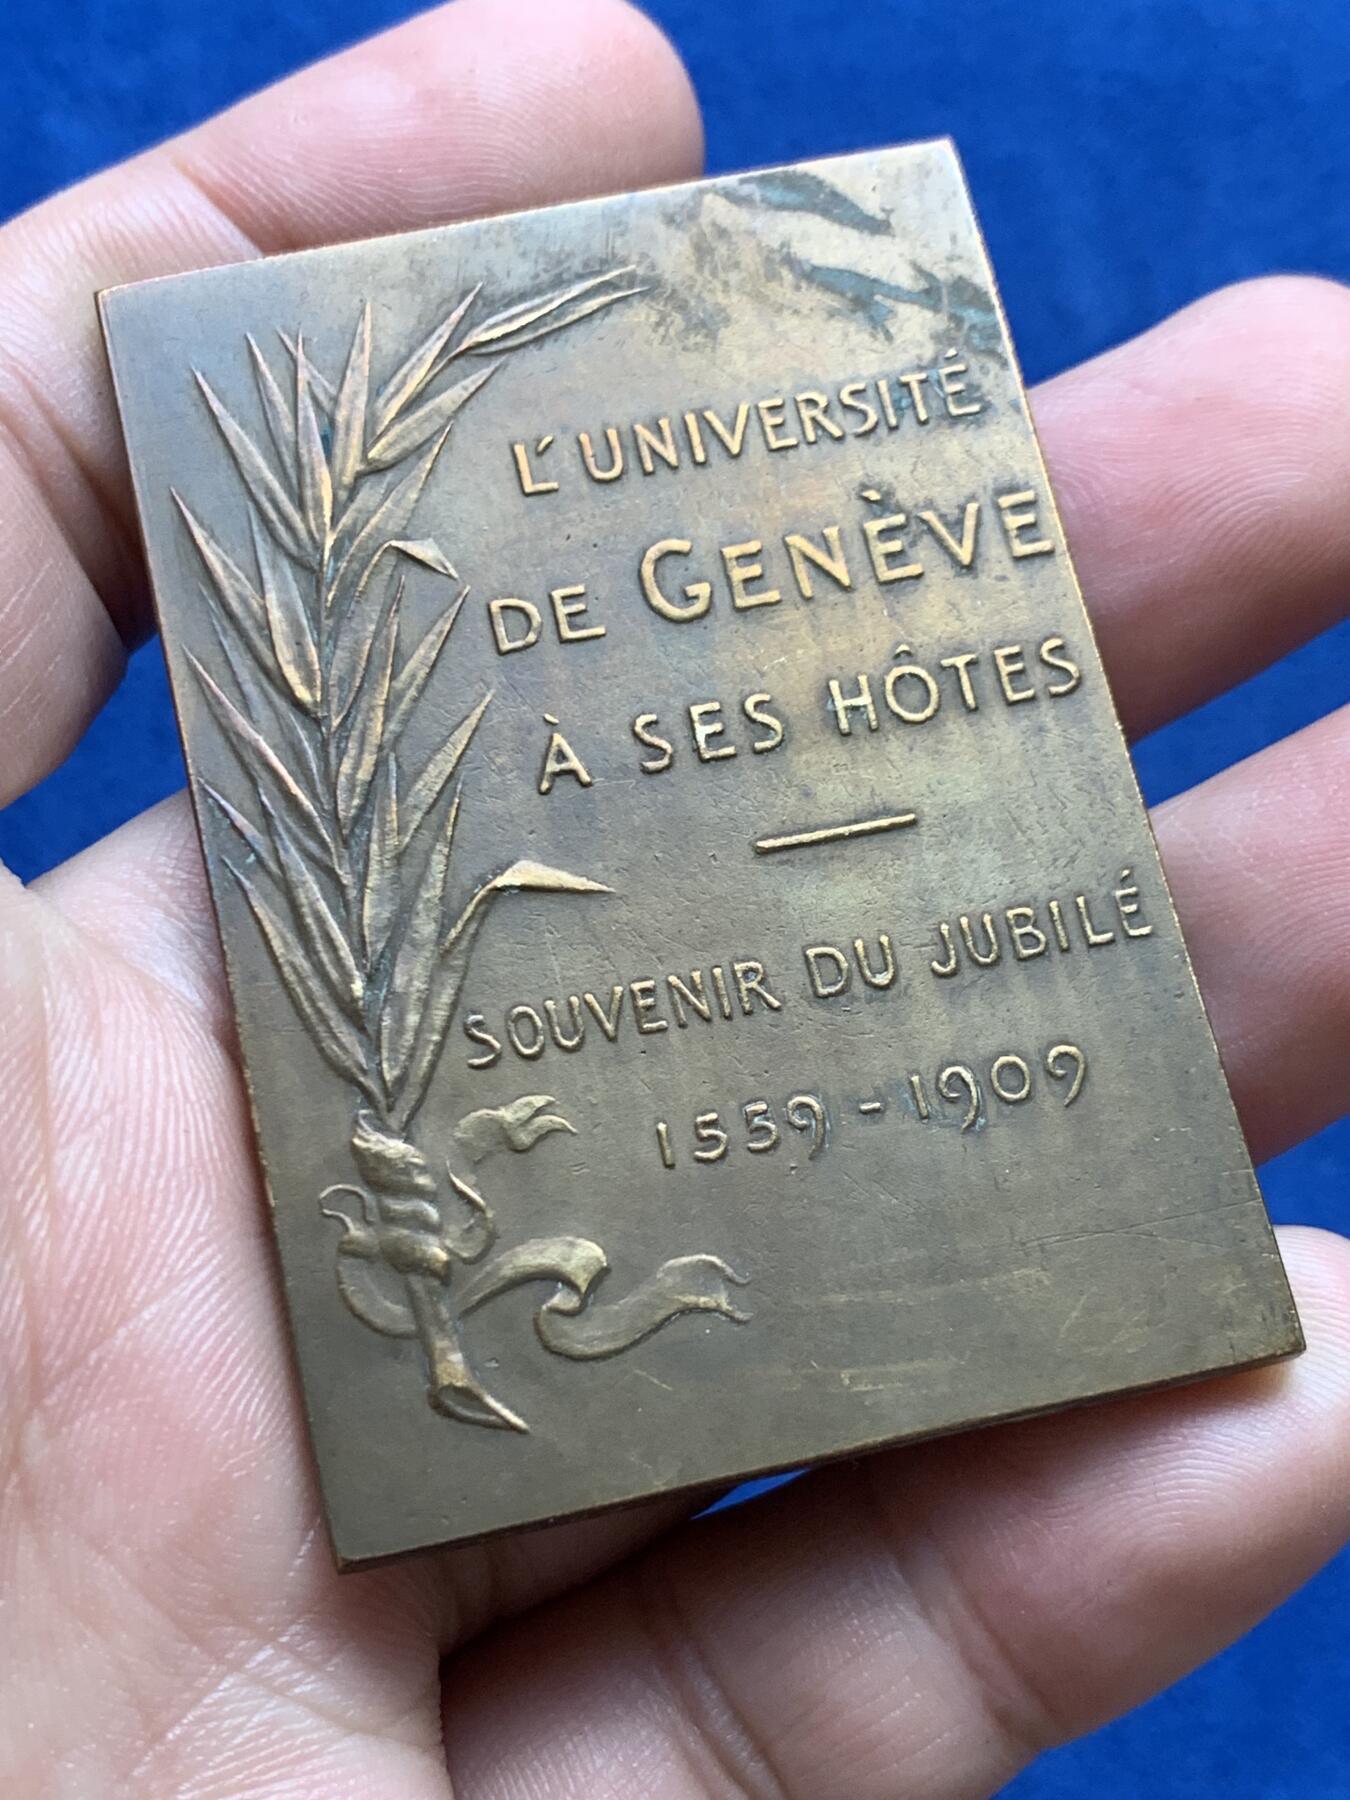 L'UNIVERSITÉ
DE GENÈVE
À SES HÔTES
SOUVENIR DU JUBILÉ
1559-1909